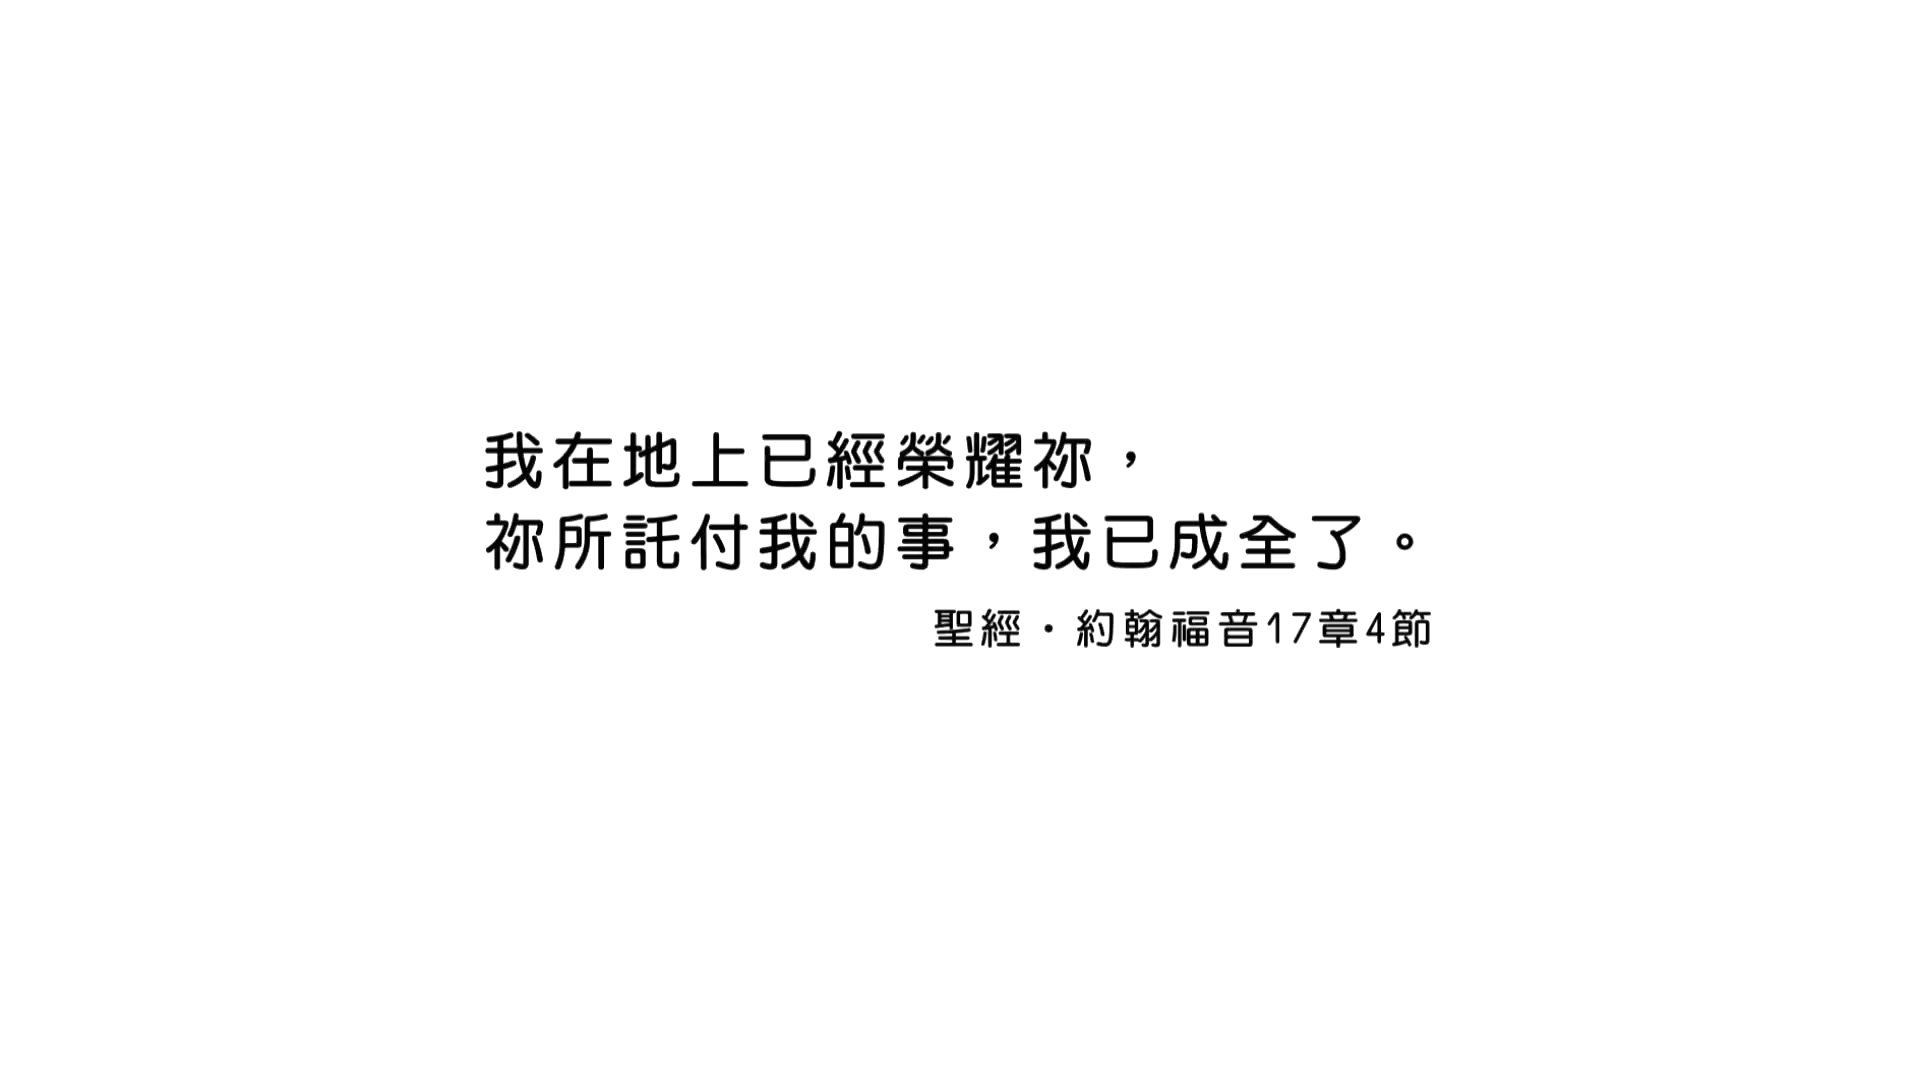 我在地上已經榮耀祢，
祢所託付我的事，我已成全了。
聖經・約翰福音17章4節